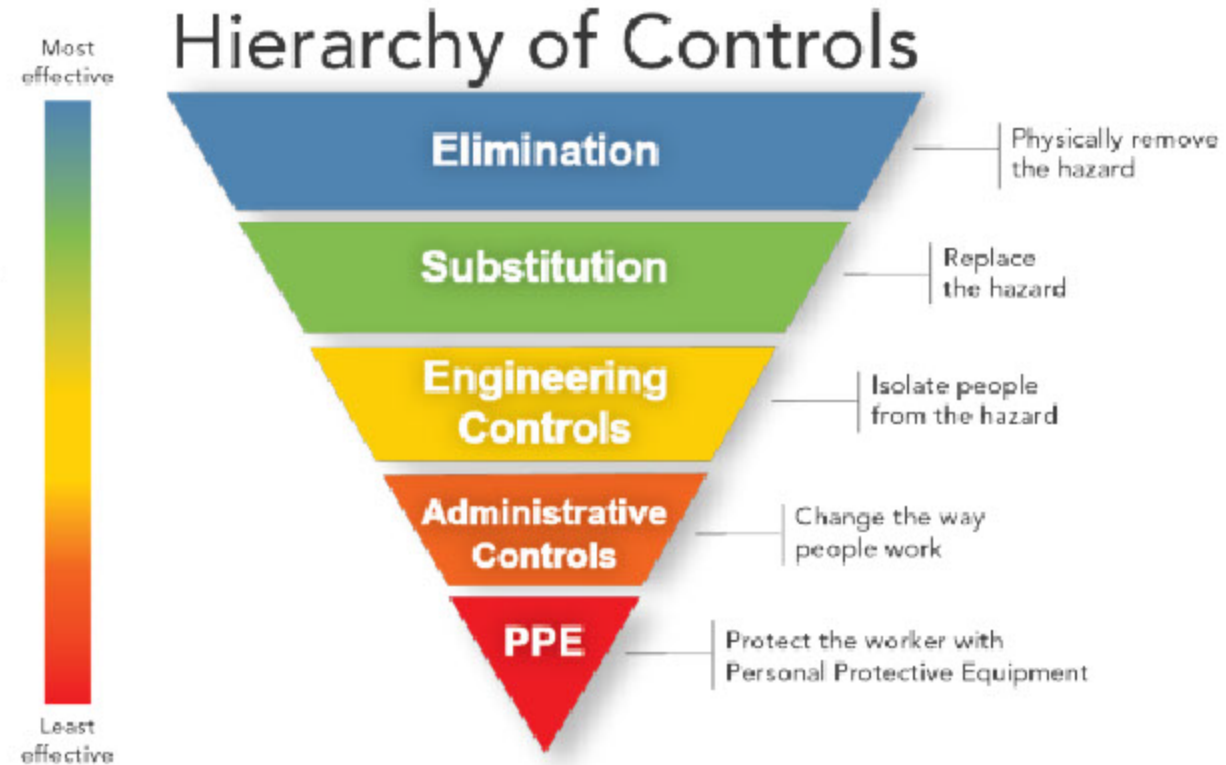 Hierarchy of Controls
Most
effective
Elimination
Physically remove
the hazard
Substitution
Replace
the hazard
Engineering
Controls
Isolate people
from the hazard
Administrative
Controls
Change the way
people work
PPE
Protect the worker with
Personal Protective Equipment
Least
effective